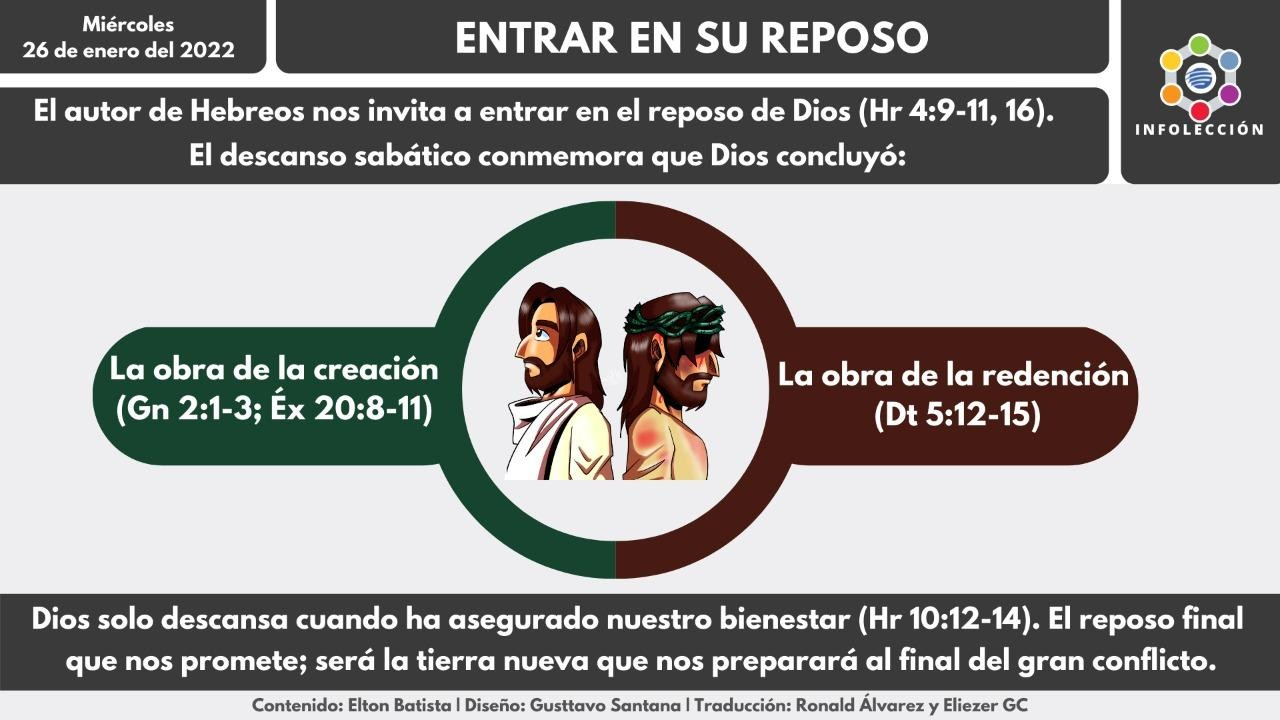 Miércoles
26 de enero del 2022
ENTRAR EN SU REPOSO
INFOLECCIÓN
El autor de Hebreos nos invita a entrar en el reposo de Dios (Hr 4:9-11, 16).
El descanso sabático conmemora que Dios concluyó:
La obra de la creación
(Gn 2:1-3; Éx 20:8-11)
La obra de la redención
(Dt 5:12-15)
Dios solo descansa cuando ha asegurado nuestro bienestar (Hr 10:12-14). El reposo final
que nos promete; será la tierra nueva que nos preparará al final del gran conflicto.
Contenido: Elton Batista | Diseño: Gusttavo Santana | Traducción: Ronald Álvarez y Eliezer GC